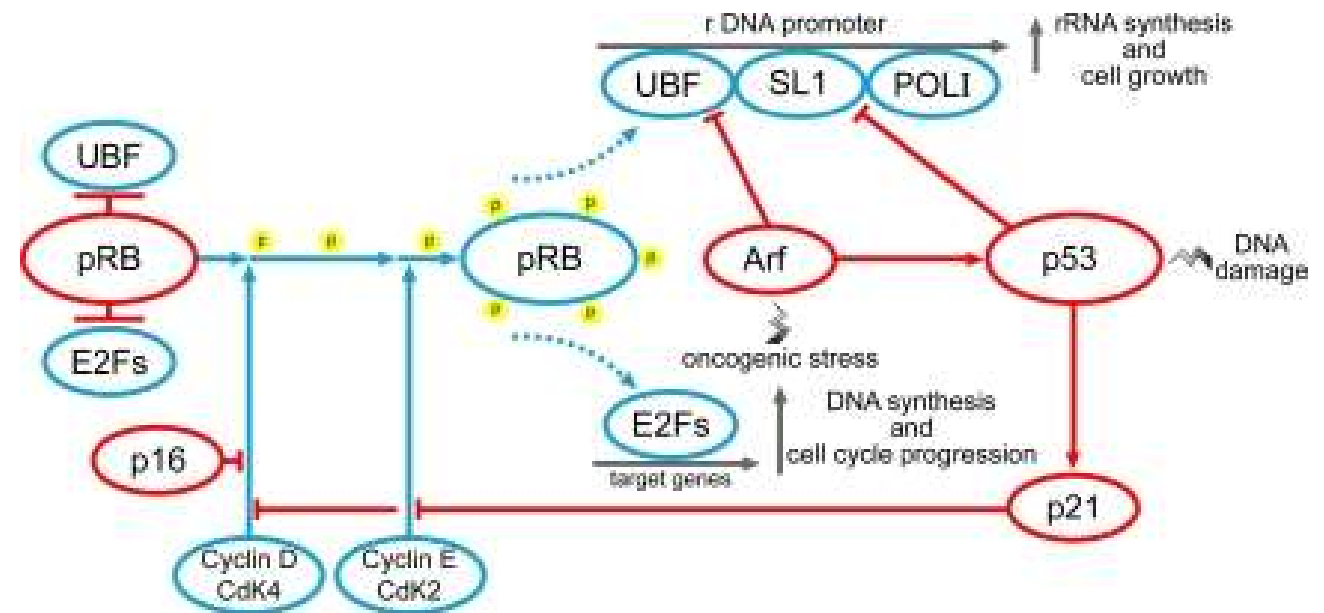 r DNA promoter
rRNA synthesis
and
cell growth
UBF
SL1
POLI
UBF
pRB
E2Fs
p
p
p
p
p
p
p
p
pRB
Arf
p53
DNA
damage
oncogenic stress
E2Fs
target genes
DNA synthesis
and
cell cycle progression
p16
p21
Cyclin D
CdK4
Cyclin E
CdK2